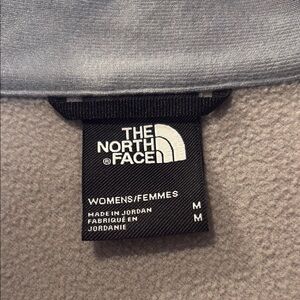 THE
NORTH
® FACE
WOMENS/FEMMES
MADE IN JORDAN M
FABRIQUÉ EN M
JORDANIE